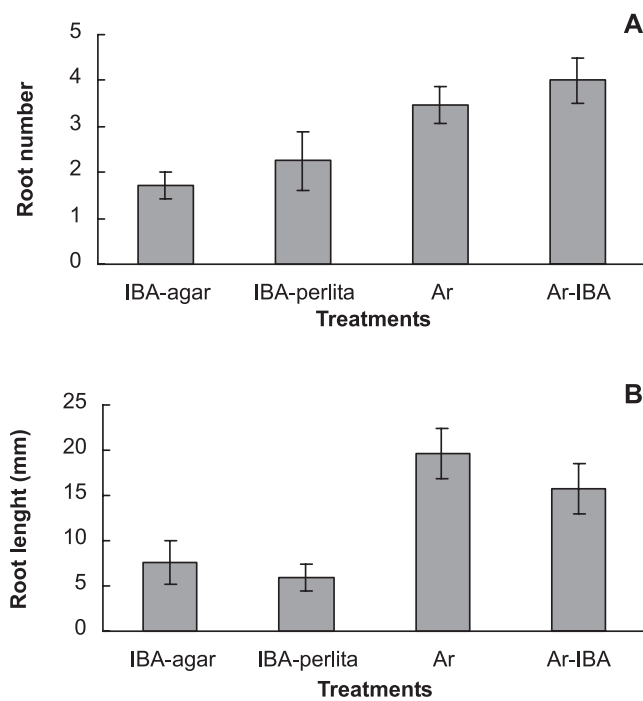 A
5
4
3
2
1
0
Root number
IBA-agar IBA-perlita Ar Ar-IBA
Treatments
B
25
20
15
10
5
0
Root lenght (mm)
IBA-agar IBA-perlita Ar Ar-IBA
Treatments